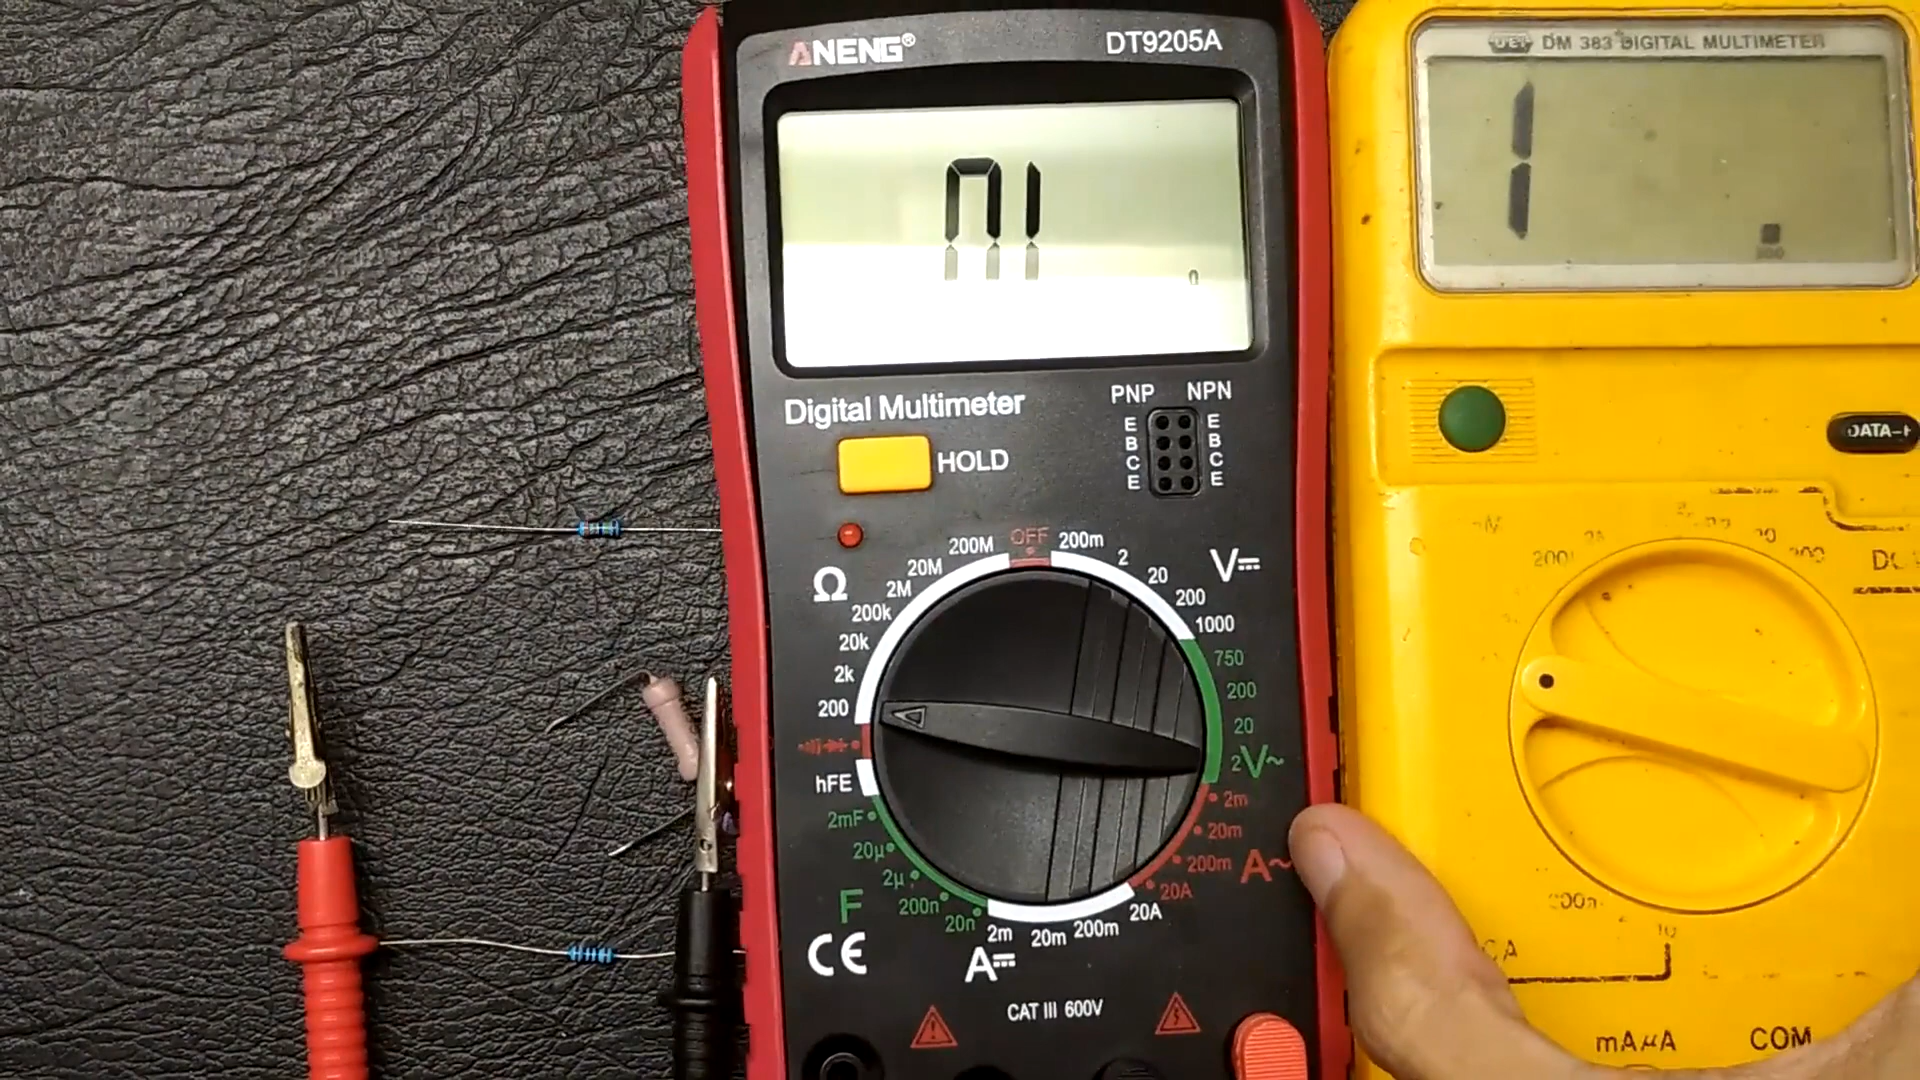 ANENG®
DT9205A
DM 383 DIGITAL MULTIMETER
1
Digital Multimeter
PNP NPN
E E
B B
C C
E E
HOLD
DATA-H
OFF
200M
20M
2M
200k
20k
2k
200
Ω
hFE
2mF
20µ
2µ
200n
20n
F
200m
2
20
200
1000
V
750
200
20
2
V~
2m
20m
200m
20A
A~
2m
20m
200m
20A
A
CE
CAT III 600V
mAµA
COM